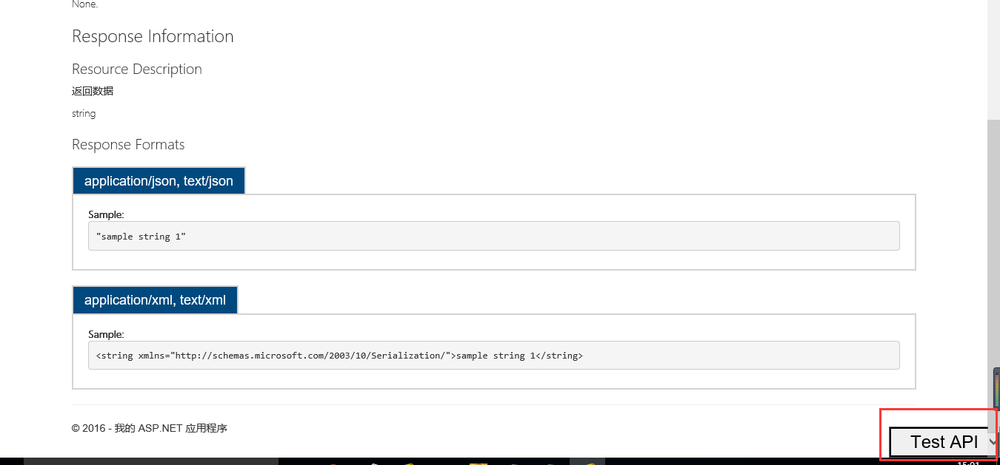 None.
Response Information
Resource Description
返回数据
string
Response Formats
application/json, text/json
Sample:
"sample string 1"
application/xml, text/xml
Sample:
<string xmlns="http://schemas.microsoft.com/2003/10/Serialization/">sample string 1</string>
© 2016 - 我的 ASP.NET 应用程序
Test API
15:01